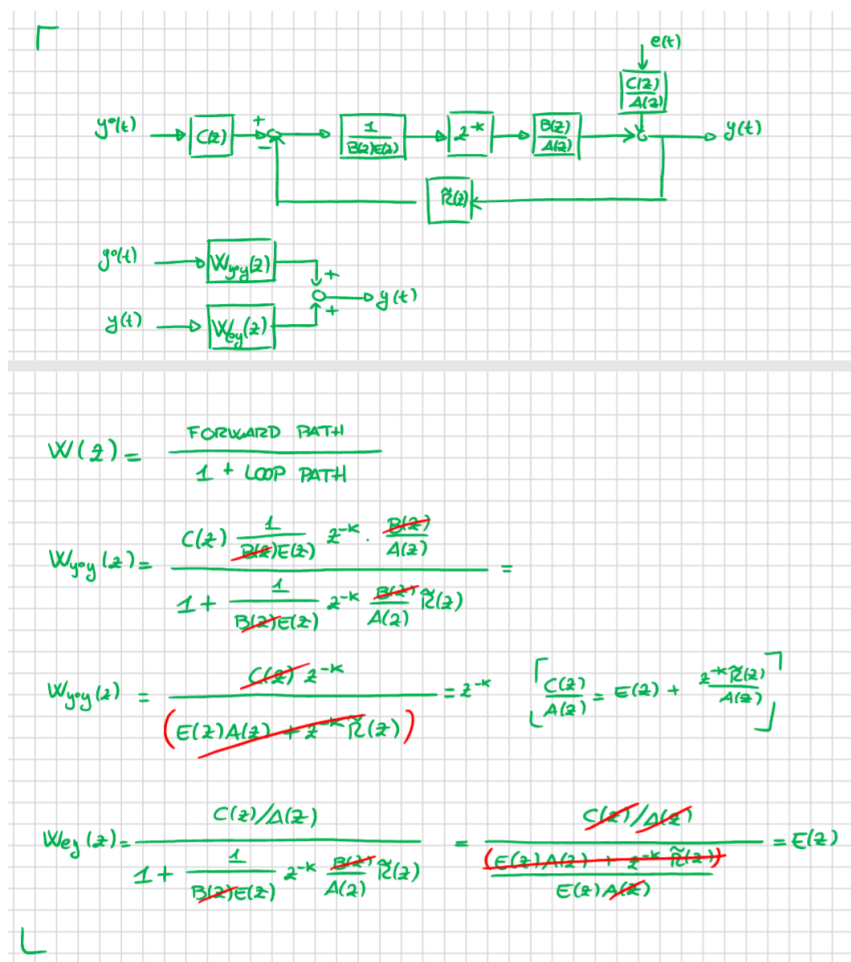 e(t)
C(z)/A(z)
y°(t) C(z) + − 1/B(z)E(z) z^-k B(z)/A(z) y(t)
R̃(z)
y°(t) W_y°y(z) +
y(t)
y(t) W_ey(z) +
W(z) = FORWARD PATH / 1 + LOOP PATH
W_y°y(z) = (C(z) 1/(B(z)E(z)) z^-k · B(z)/A(z)) / (1 + 1/(B(z)E(z)) z^-k B(z)/A(z) R̃(z)) =
W_y°y(z) = C(z) z^-k / (E(z)A(z) + z^-k R̃(z)) = z^-k [C(z)/A(z) = E(z) + z^-k R̃(z)/A(z)]
W_ey(z) = (C(z)/A(z)) / (1 + 1/(B(z)E(z)) z^-k B(z)/A(z) R̃(z)) = (C(z)/A(z)) / ((E(z)A(z) + z^-k R̃(z)) / E(z)A(z)) = E(z)